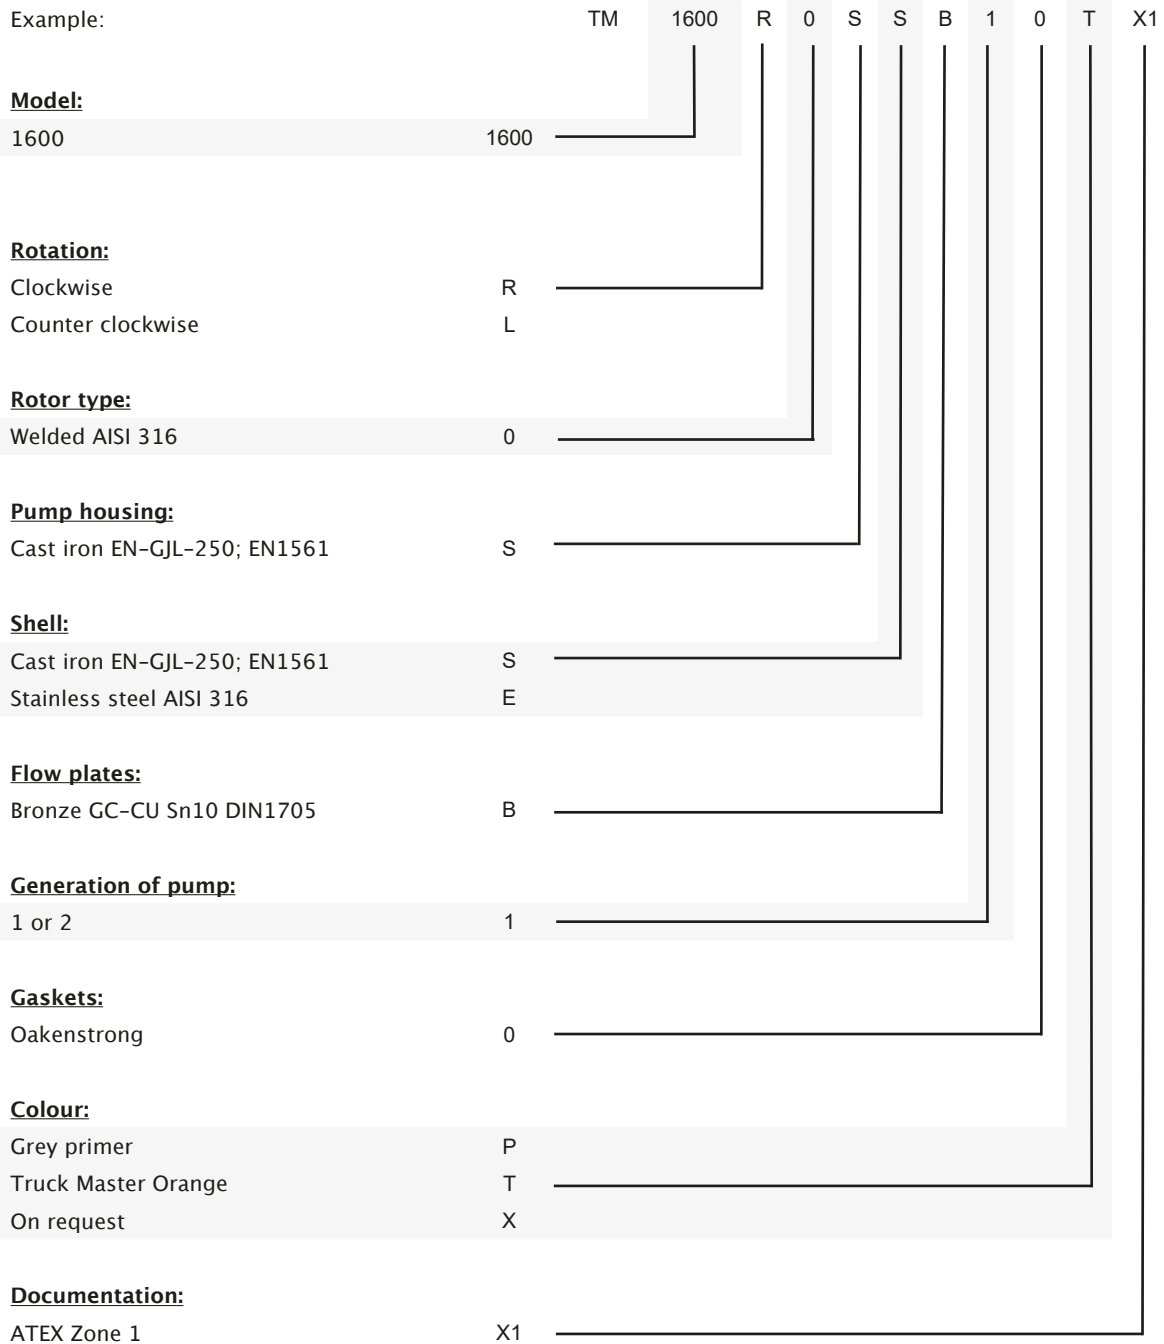 Example: TM 1600 R 0 S S B 1 0 T X1
Model:
1600 1600
Rotation:
Clockwise R
Counter clockwise L
Rotor type:
Welded AISI 316 0
Pump housing:
Cast iron EN-GJL-250; EN1561 S
Shell:
Cast iron EN-GJL-250; EN1561 S
Stainless steel AISI 316 E
Flow plates:
Bronze GC-CU Sn10 DIN1705 B
Generation of pump:
1 or 2 1
Gaskets:
Oakenstrong 0
Colour:
Grey primer P
Truck Master Orange T
On request X
Documentation:
ATEX Zone 1 X1